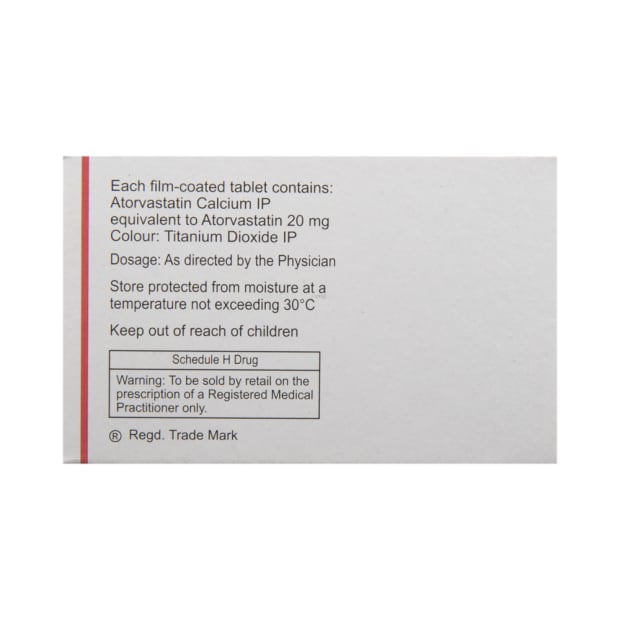 Each film-coated tablet contains:
Atorvastatin Calcium IP
equivalent to Atorvastatin 20 mg
Colour: Titanium Dioxide IP
Dosage: As directed by the Physician
Store protected from moisture at a
temperature not exceeding 30°C
Keep out of reach of children
Schedule H Drug
Warning: To be sold by retail on the
prescription of a Registered Medical
Practitioner only.
® Regd. Trade Mark